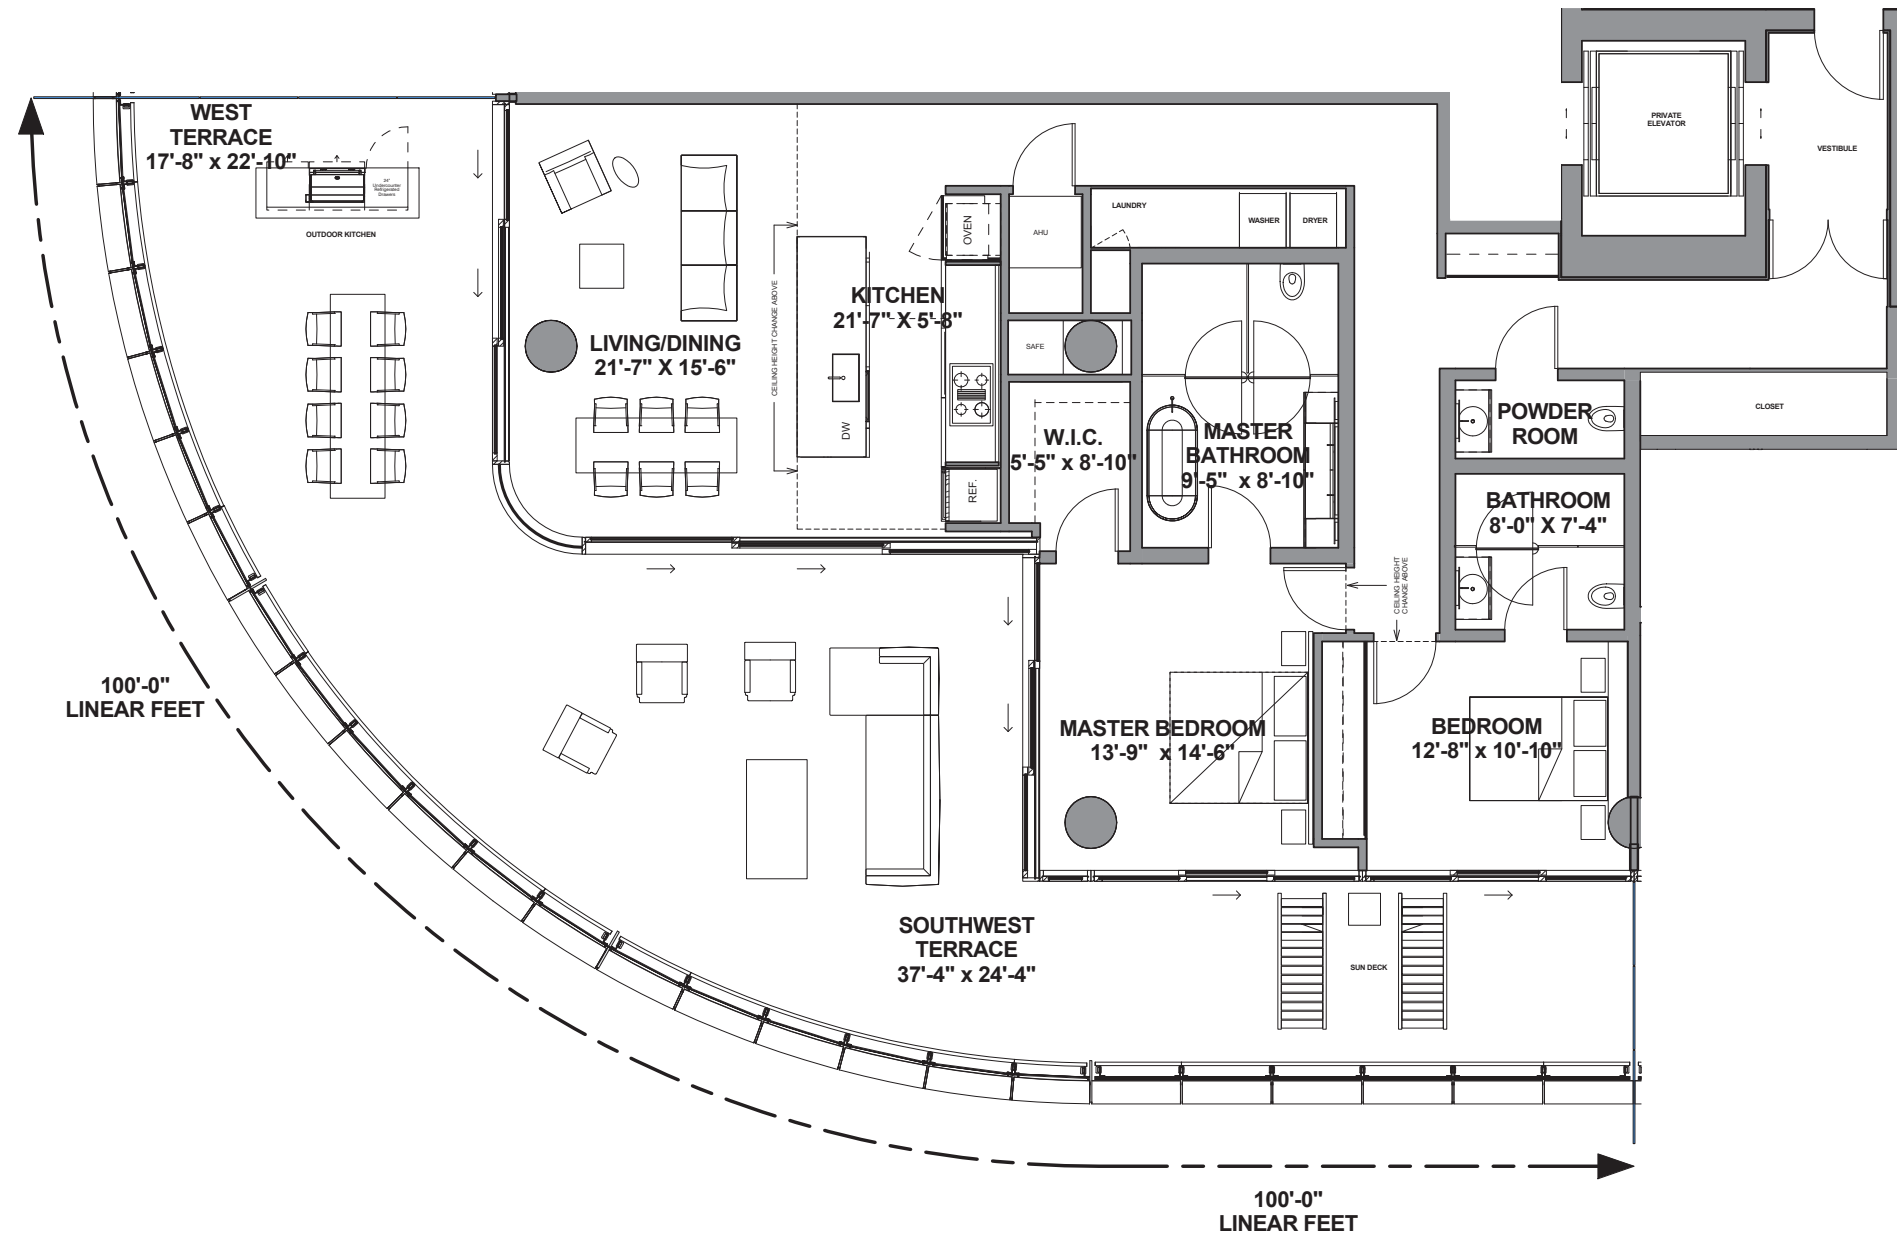 PRIVATE
ELEVATOR
VESTIBULE
WEST
TERRACE
17'-8" x 22'-10"
24"
Undercounter
Refrigerated
Drawers
OUTDOOR KITCHEN
LAUNDRY
WASHER
DRYER
AHU
OVEN
KITCHEN
21'-7" X 5'-8"
CEILING HEIGHT CHANGE ABOVE
LIVING/DINING
21'-7" X 15'-6"
SAFE
DW
REF.
W.I.C.
5'-5" x 8'-10"
MASTER
BATHROOM
9'-5" x 8'-10"
POWDER
ROOM
CLOSET
BATHROOM
8'-0" X 7'-4"
CEILING HEIGHT
CHANGE ABOVE
100'-0"
LINEAR FEET
MASTER BEDROOM
13'-9" x 14'-6"
BEDROOM
12'-8" x 10'-10"
SOUTHWEST
TERRACE
37'-4" x 24'-4"
SUN DECK
100'-0"
LINEAR FEET